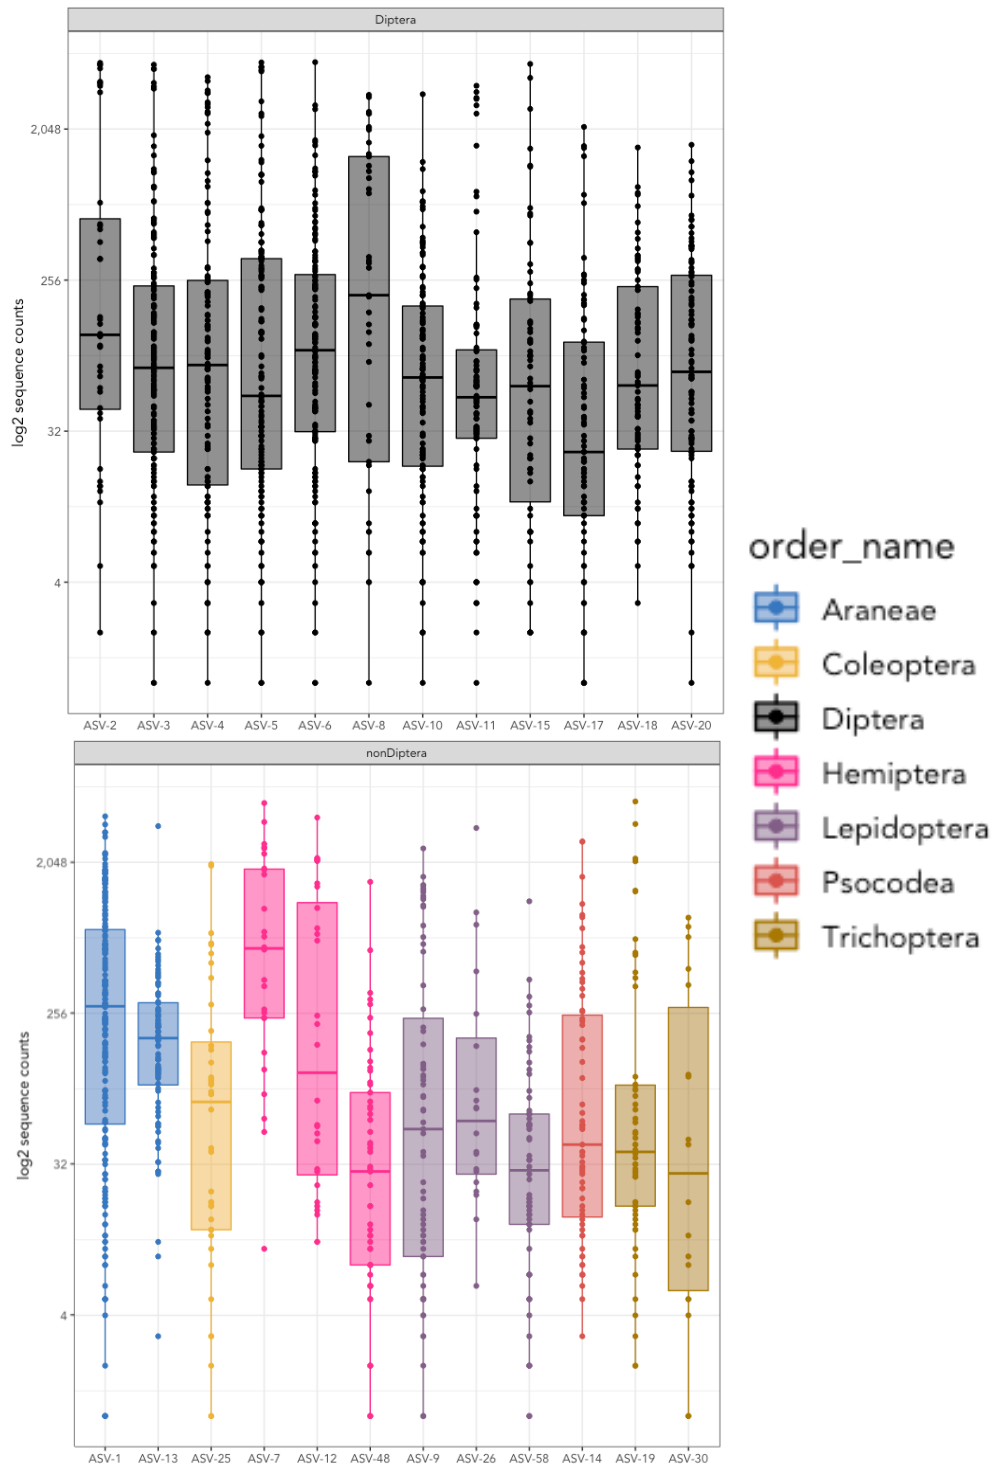 Diptera
log2 sequence counts
2,048
256
32
4
ASV-2 ASV-3 ASV-4 ASV-5 ASV-6 ASV-8 ASV-10 ASV-11 ASV-15 ASV-17 ASV-18 ASV-20
nonDiptera
log2 sequence counts
2,048
256
32
4
ASV-1 ASV-13 ASV-25 ASV-7 ASV-12 ASV-48 ASV-9 ASV-26 ASV-58 ASV-14 ASV-19 ASV-30
order_name
Araneae
Coleoptera
Diptera
Hemiptera
Lepidoptera
Psocodea
Trichoptera